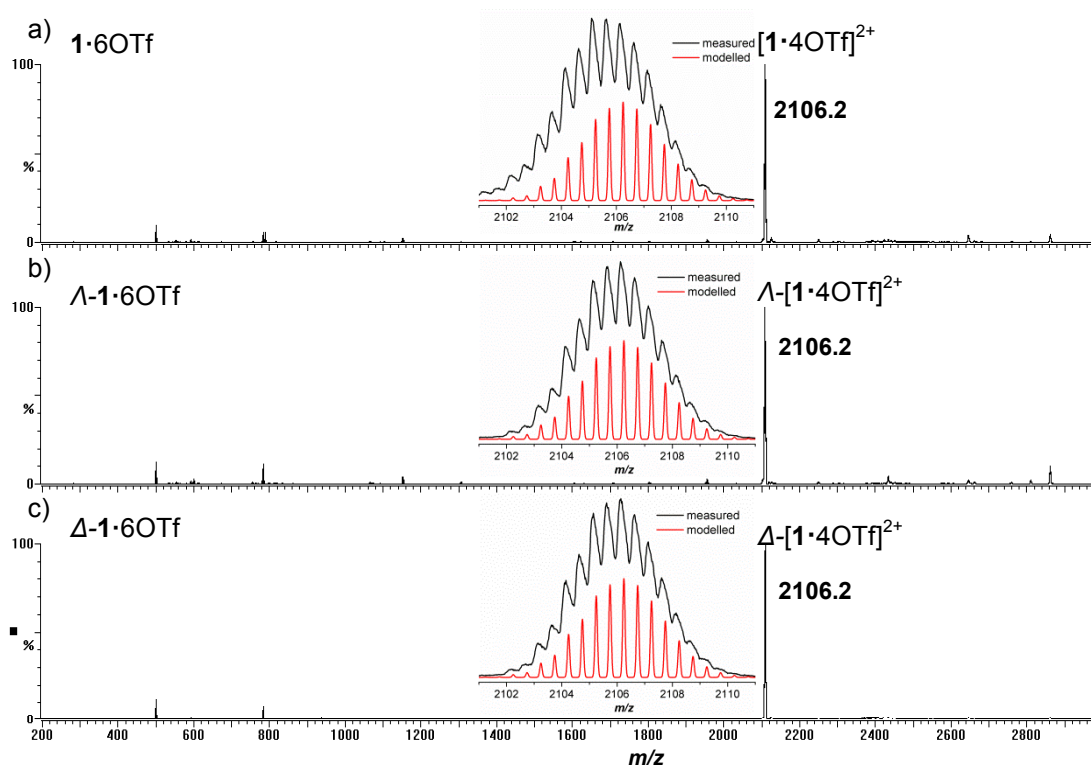 a) 1·6OTf
100
%
0
measured
modelled
2102 2104 2106 2108 2110
m/z
[1·4OTf]²⁺
2106.2
b) Λ-1·6OTf
100
%
0
measured
modelled
2102 2104 2106 2108 2110
m/z
Λ-[1·4OTf]²⁺
2106.2
c) Δ-1·6OTf
100
%
0
measured
modelled
2102 2104 2106 2108 2110
m/z
Δ-[1·4OTf]²⁺
2106.2
200 400 600 800 1000 1200 1400 1600 1800 2000 2200 2400 2600 2800
m/z